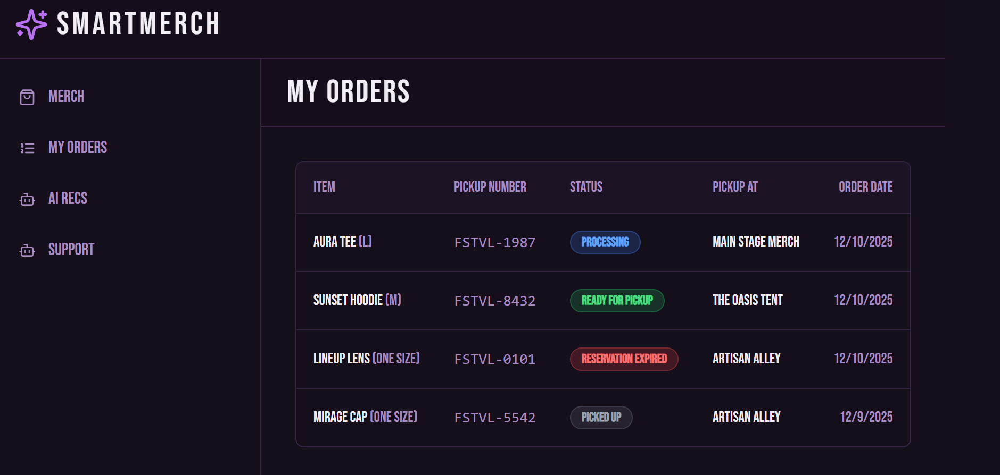 SMARTMERCH
MERCH
MY ORDERS
AI RECS
SUPPORT
MY ORDERS
ITEM PICKUP NUMBER STATUS PICKUP AT ORDER DATE
AURA TEE (L) FSTVL-1987 PROCESSING MAIN STAGE MERCH 12/10/2025
SUNSET HOODIE (M) FSTVL-8432 READY FOR PICKUP THE OASIS TENT 12/10/2025
LINEUP LENS (ONE SIZE) FSTVL-0101 RESERVATION EXPIRED ARTISAN ALLEY 12/10/2025
MIRAGE CAP (ONE SIZE) FSTVL-5542 PICKED UP ARTISAN ALLEY 12/9/2025